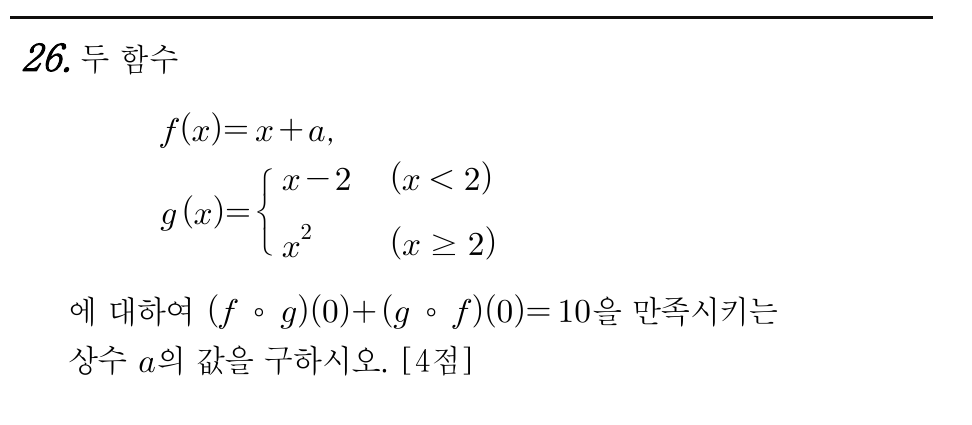 26. 두 함수
f(x)= x+a,
g(x)= { x-2 (x < 2)
x² (x ≥ 2)
에 대하여 (f ∘ g)(0)+(g ∘ f)(0)= 10을 만족시키는
상수 a의 값을 구하시오. [4점]